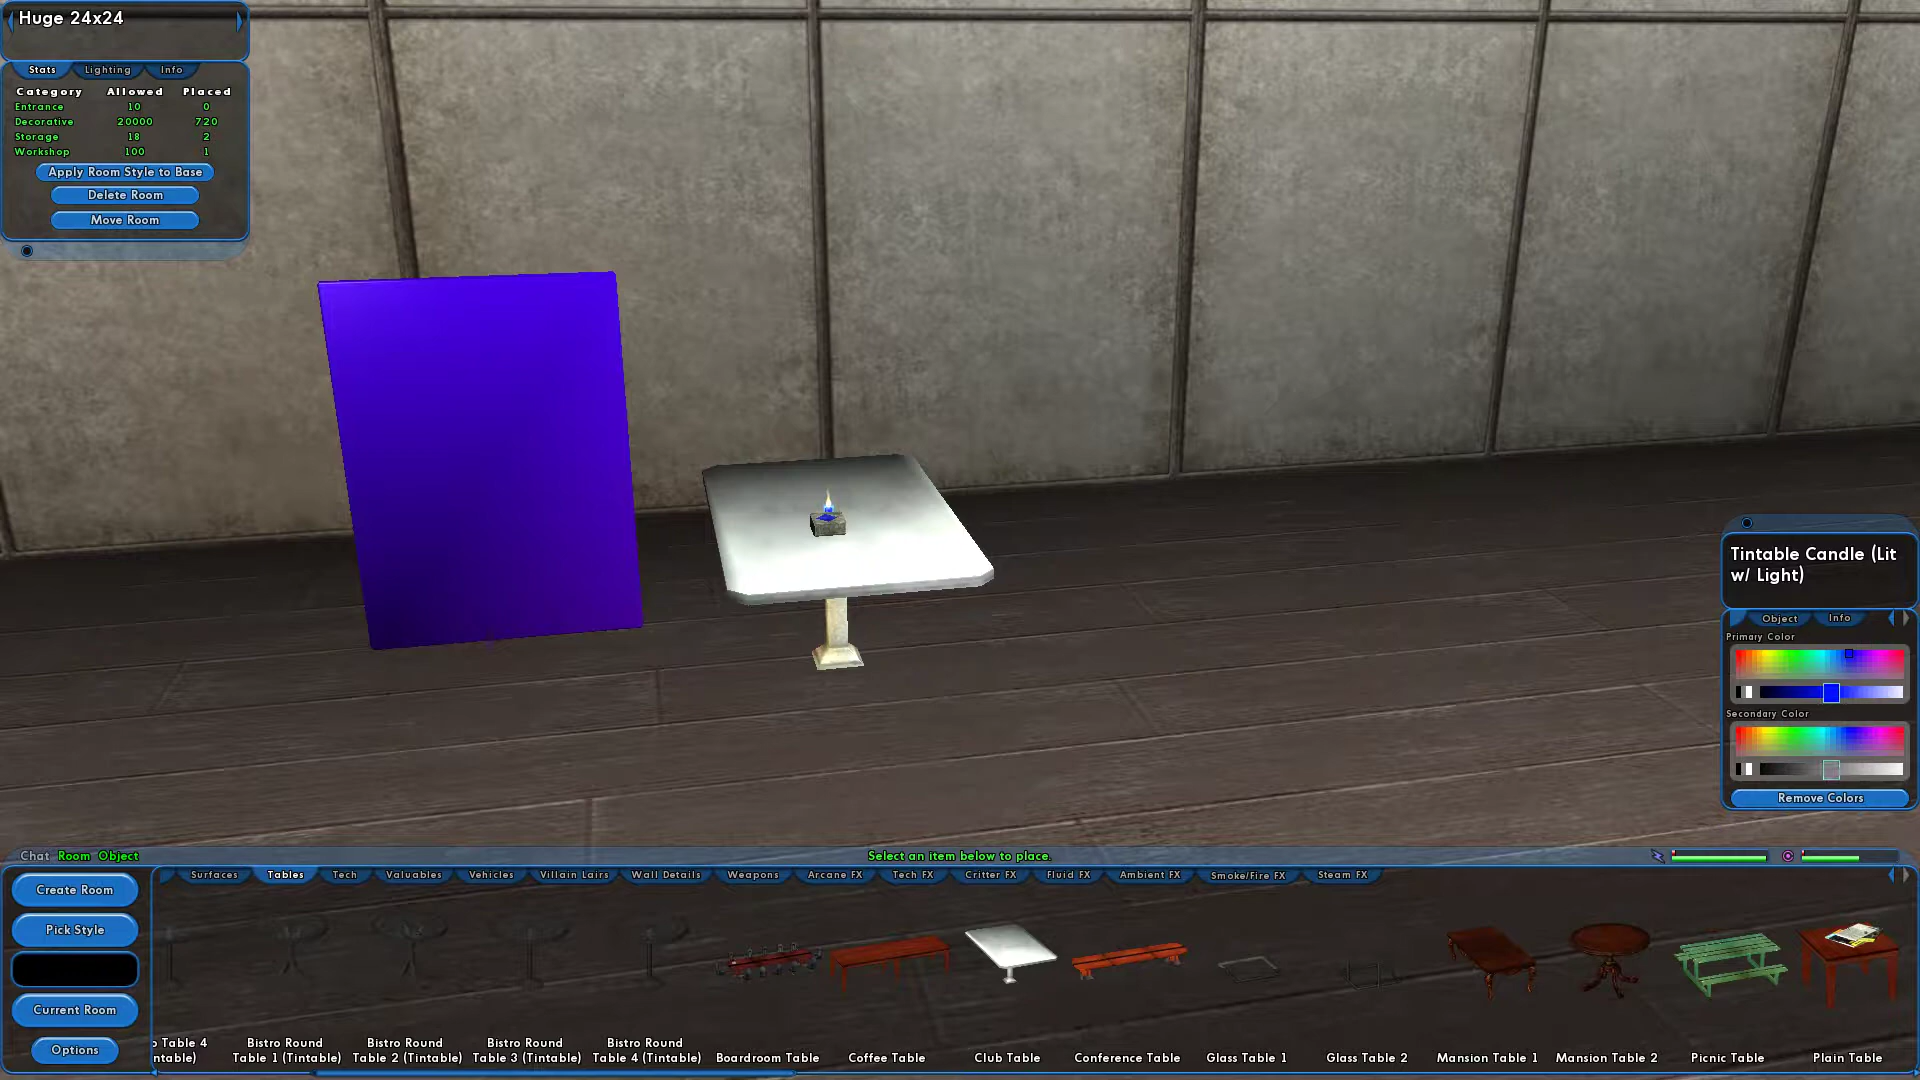 Huge 24x24
Stats Lighting Info
Category Allowed Placed
Entrance 10 0
Decorative 20000 720
Storage 18 2
Workshop 100 1
Apply Room Style to Base
Delete Room
Move Room
Tintable Candle (Lit
w/ Light)
Object Info
Primary Color
Secondary Color
Remove Colors
Chat Room Object
Select an item below to place.
Create Room
Pick Style
Current Room
Options
Surfaces Tables Tech Valuables Vehicles Villain Lairs Wall Details Weapons Arcane FX Tech FX Critter FX Fluid FX Ambient FX Smoke/Fire FX Steam FX
o Table 4
ntable)
Bistro Round
Table 1 (Tintable)
Bistro Round
Table 2 (Tintable)
Bistro Round
Table 3 (Tintable)
Bistro Round
Table 4 (Tintable)
Boardroom Table
Coffee Table
Club Table
Conference Table
Glass Table 1
Glass Table 2
Mansion Table 1
Mansion Table 2
Picnic Table
Plain Table